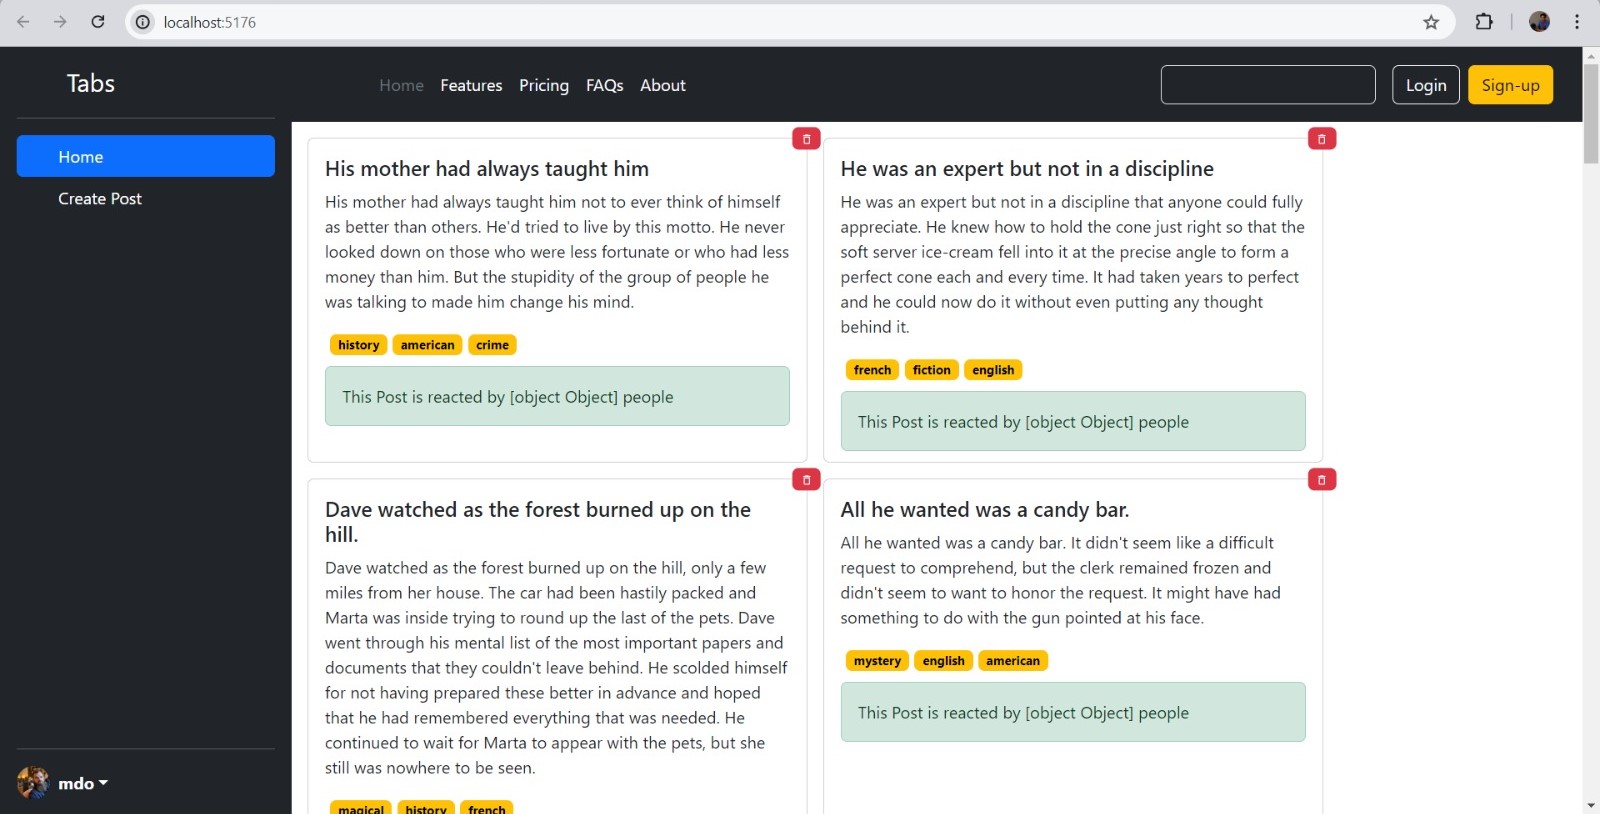 localhost:5176
Tabs
Home Features Pricing FAQs About
Login Sign-up
Home
Create Post
His mother had always taught him
His mother had always taught him not to ever think of himself
as better than others. He'd tried to live by this motto. He never
looked down on those who were less fortunate or who had less
money than him. But the stupidity of the group of people he
was talking to made him change his mind.
history american crime
This Post is reacted by [object Object] people
He was an expert but not in a discipline
He was an expert but not in a discipline that anyone could fully
appreciate. He knew how to hold the cone just right so that the
soft server ice-cream fell into it at the precise angle to form a
perfect cone each and every time. It had taken years to perfect
and he could now do it without even putting any thought
behind it.
french fiction english
This Post is reacted by [object Object] people
Dave watched as the forest burned up on the
hill.
Dave watched as the forest burned up on the hill, only a few
miles from her house. The car had been hastily packed and
Marta was inside trying to round up the last of the pets. Dave
went through his mental list of the most important papers and
documents that they couldn't leave behind. He scolded himself
for not having prepared these better in advance and hoped
that he had remembered everything that was needed. He
continued to wait for Marta to appear with the pets, but she
still was nowhere to be seen.
magical history french
All he wanted was a candy bar.
All he wanted was a candy bar. It didn't seem like a difficult
request to comprehend, but the clerk remained frozen and
didn't seem to want to honor the request. It might have had
something to do with the gun pointed at his face.
mystery english american
This Post is reacted by [object Object] people
mdo